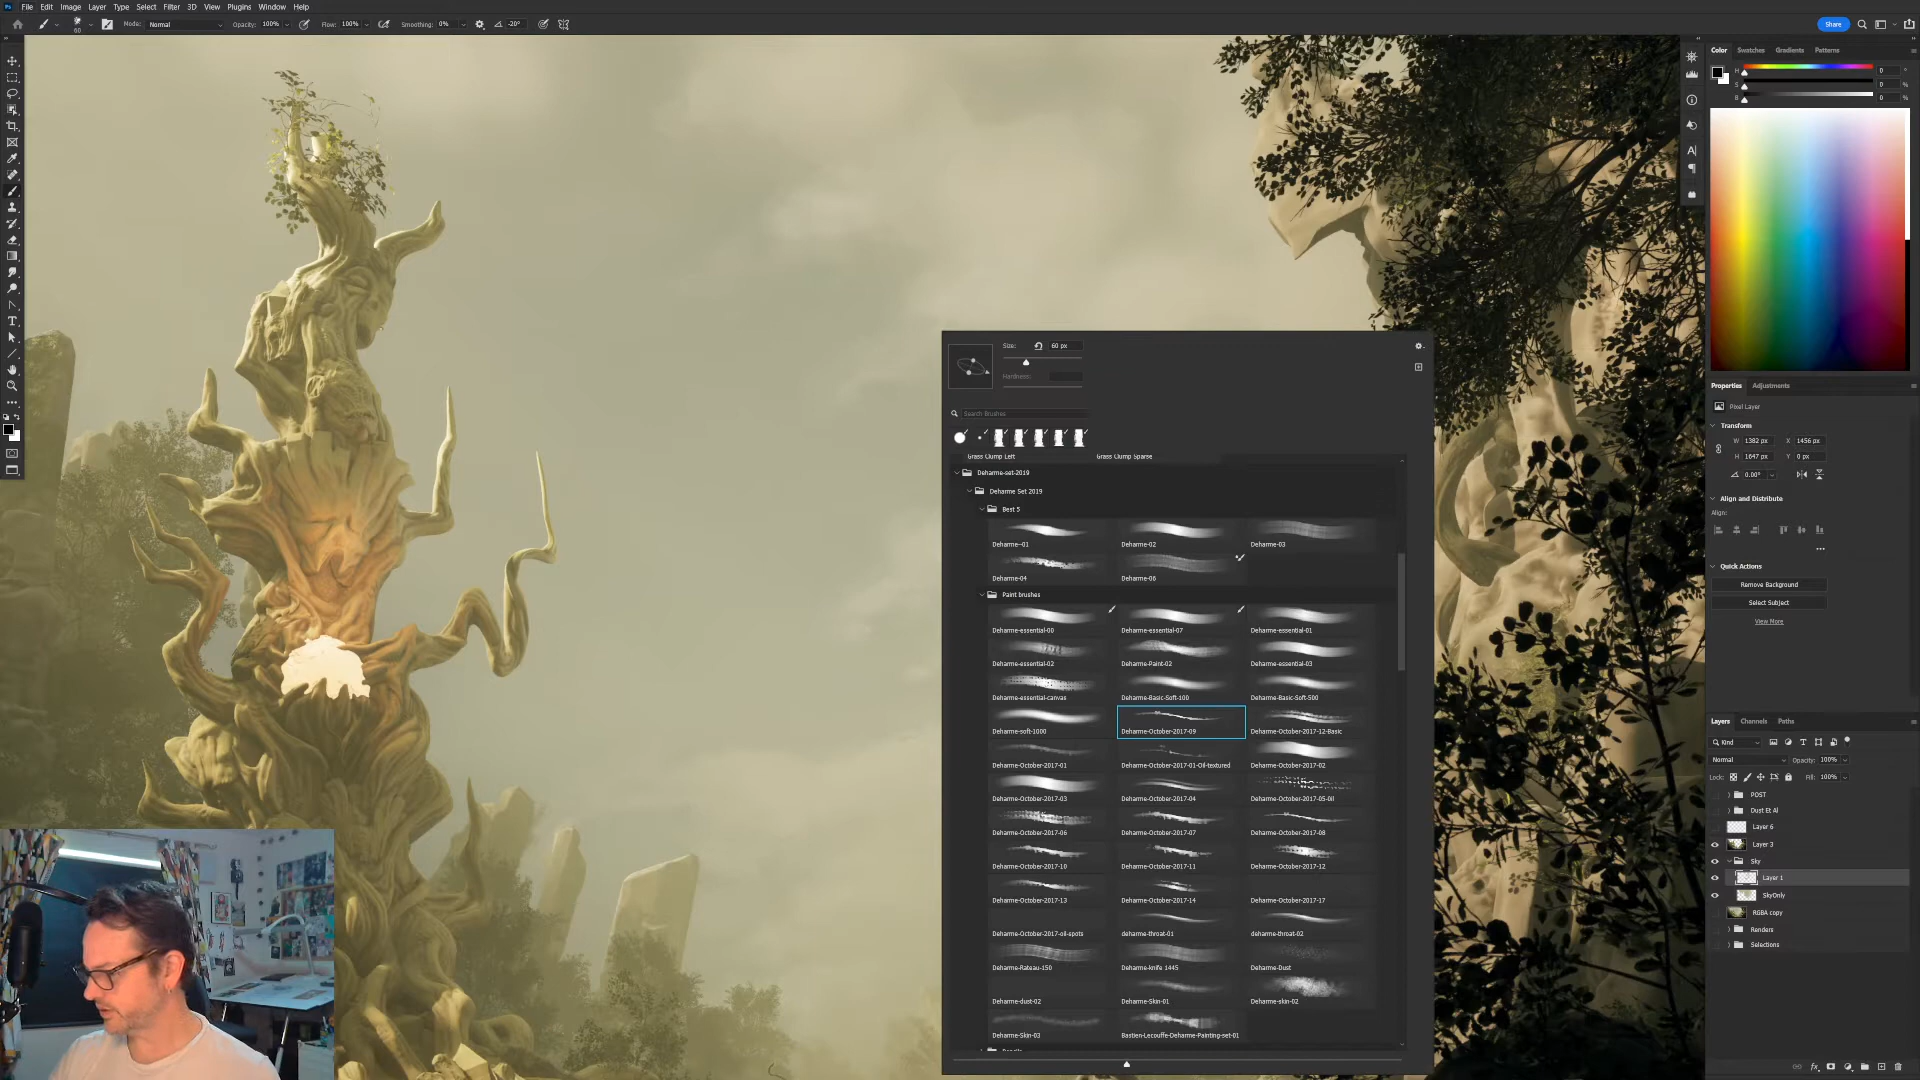 File Edit Image Layer Type Select Filter 3D View Plugins Window Help
60 Mode: Normal Opacity: 100% Flow: 100% Smoothing: 0% -20° Share
Color Swatches Gradients Patterns
H 0 °
S 0 %
B 0 %
Size: 60 px
Hardness:
Search Brushes
Grass Clump Left Grass Clump Sparse
Deharme-set-2019
Deharme Set 2019
Best 5
Deharme--01 Deharme-02 Deharme-03
Deharme-04 Deharme-06
Paint brushes
Deharme-essential-00 Deharme-essential-07 Deharme-essential-01
Deharme-essential-02 Deharme-Paint-02 Deharme-essential-03
Deharme-essential-canvas Deharme-Basic-Soft-100 Deharme-Basic-Soft-500
Deharme-soft-1000 Deharme-October-2017-09 Deharme-October-2017-12-Basic
Deharme-October-2017-01 Deharme-October-2017-01-Oil-textured Deharme-October-2017-02
Deharme-October-2017-03 Deharme-October-2017-04 Deharme-October-2017-05-Oil
Deharme-October-2017-06 Deharme-October-2017-07 Deharme-October-2017-08
Deharme-October-2017-10 Deharme-October-2017-11 Deharme-October-2017-12
Deharme-October-2017-13 Deharme-October-2017-14 Deharme-October-2017-17
Deharme-October-2017-oil-spots deharme-throat-01 deharme-throat-02
Deharme-Rateau-150 Deharme-knife 1445 Deharme-Dust
Deharme-dust-02 Deharme-Skin-01 Deharme-skin-02
Deharme-Skin-03 Bastien-Lecouffe-Deharme-Painting-set-01
Properties Adjustments
Pixel Layer
Transform
W 1382 px X 1456 px
H 1647 px Y 0 px
0.00°
Align and Distribute
Align:
Quick Actions
Remove Background
Select Subject
View More
Layers Channels Paths
Kind
Normal Opacity: 100%
Lock: Fill: 100%
POST
Dust Et Al
Layer 6
Layer 3
Sky
Layer 1
SkyOnly
RGBA copy
Renders
Selections